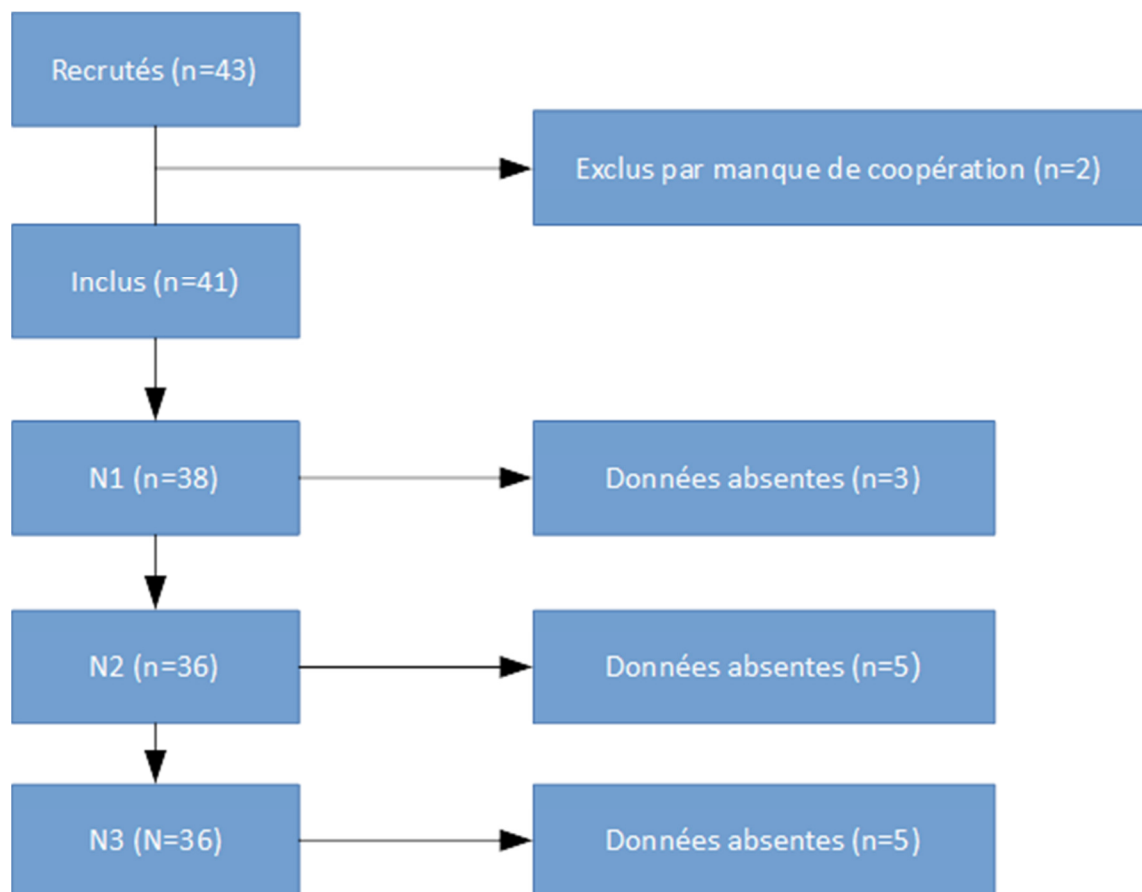 Recrutés (n=43)
Exclus par manque de coopération (n=2)
Inclus (n=41)
N1 (n=38)
Données absentes (n=3)
N2 (n=36)
Données absentes (n=5)
N3 (N=36)
Données absentes (n=5)